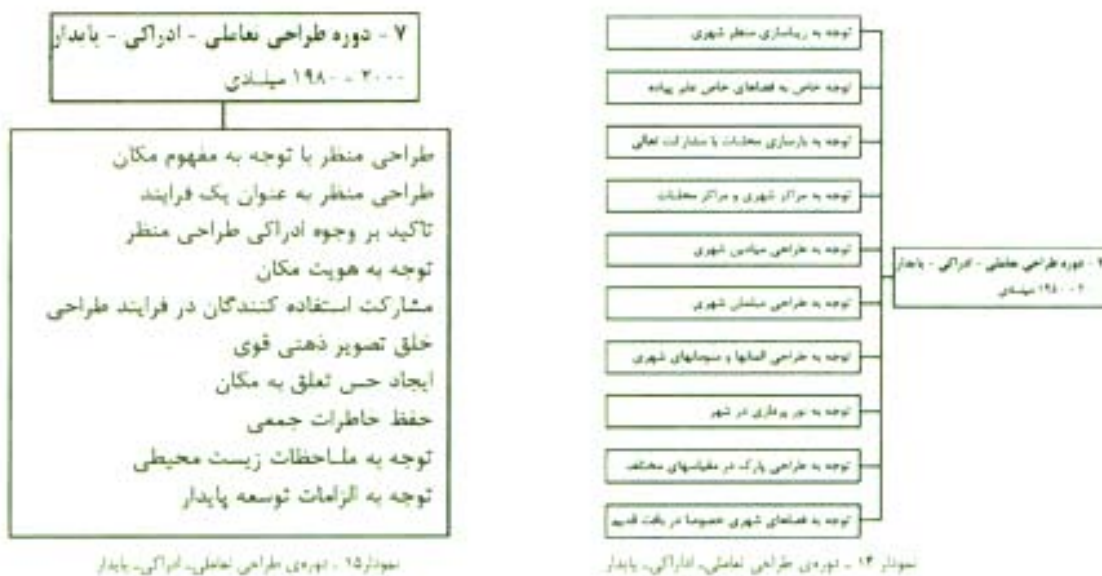 ۷ - دوره طراحی تعاملی - ادراکی - پایدار
۲۰۰۰ - ۱۹۸۰ میلادی
طراحی منظر با توجه به مفهوم مکان
طراحی منظر به عنوان یک فرایند
تاکید بر وجوه ادراکی طراحی منظر
توجه به هویت مکان
مشارکت استفاده کنندگان در فرایند طراحی
خلق تصویر ذهنی قوی
ایجاد حس تعلق به مکان
حفظ خاطرات جمعی
توجه به ملاحظات زیست محیطی
توجه به الزامات توسعه پایدار
نمودار۱۵ - دوره‌ی طراحی تعاملی- ادراکی- پایدار
۷ - دوره طراحی تعاملی - ادراکی - پایدار
۱۹۸۰ میلادی
توجه به زیباسازی منظر شهری
توجه خاص به فضاهای خاص عابر پیاده
توجه به بازسازی محلات با مشارکت
توجه به مراکز شهری و مراکز محلات
توجه به طراحی میادین شهری
توجه به طراحی مبلمان شهری
توجه به طراحی المانها و شهری
توجه به نور پردازی در شهر
توجه به طراحی پارک در مقیاسهای مختلف
توجه به فضاهای شهری خصوصا در بافت قدیم
نمودار ۱۴ - دوره‌ی طراحی تعاملی- اداراکی- پایدار